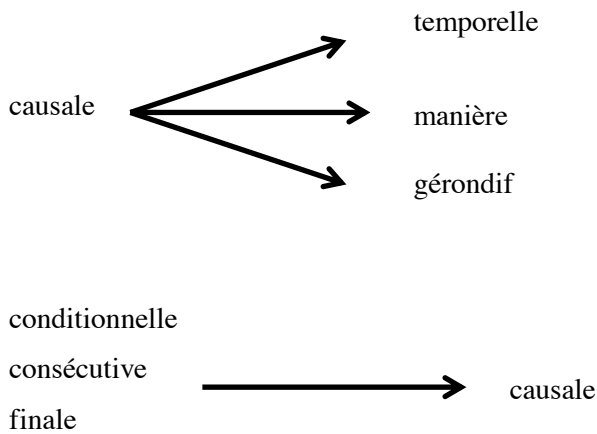 temporelle
causale
manière
gérondif
conditionnelle
consécutive
causale
finale